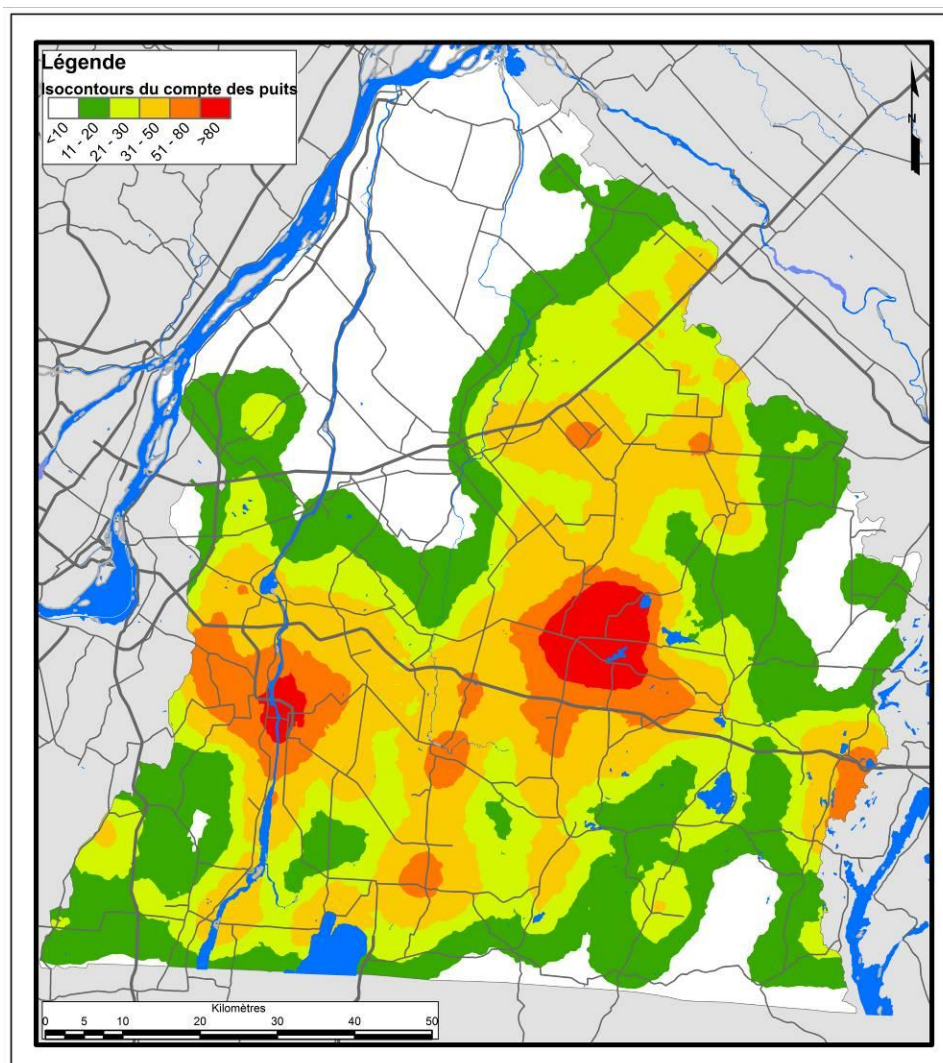 Légende
Isocontours du compte des puits
<10
11 - 20
21 - 30
31 - 50
51 - 80
>80
N
Kilomètres
0 5 10 20 30 40 50